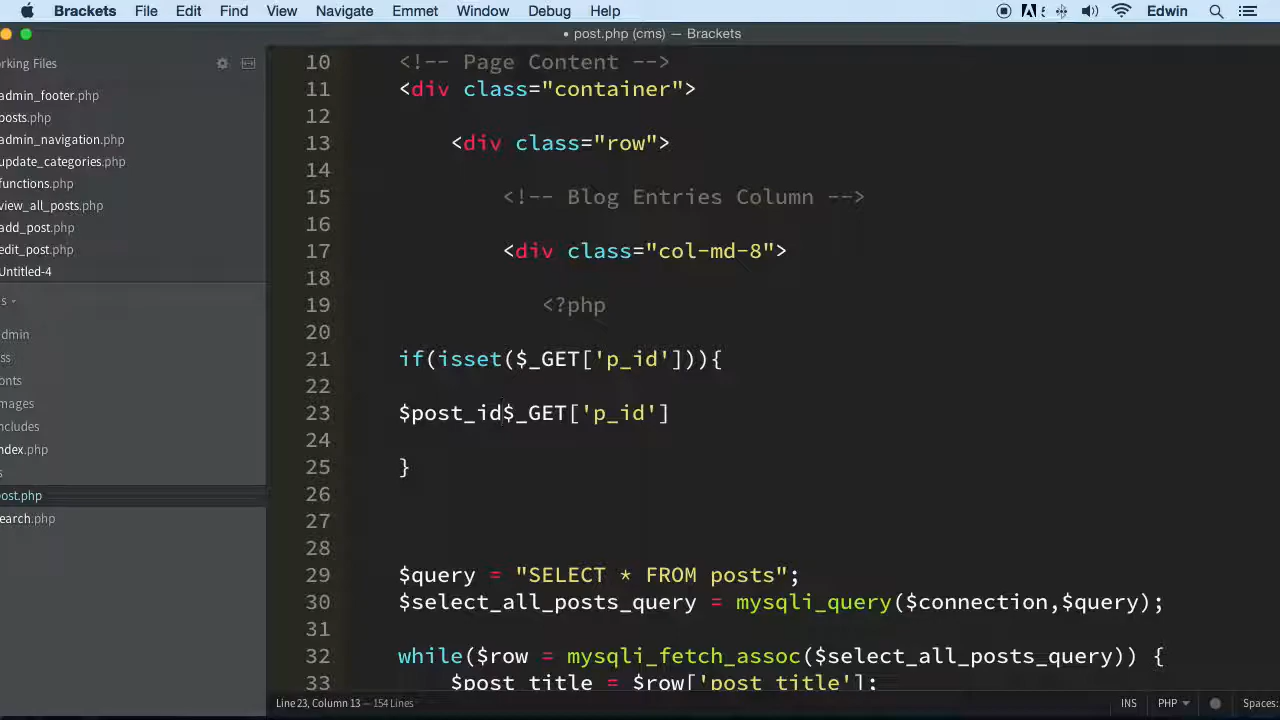 Brackets File Edit Find View Navigate Emmet Window Debug Help Edwin
• post.php (cms) — Brackets
orking Files
admin_footer.php
posts.php
admin_navigation.php
update_categories.php
functions.php
view_all_posts.php
add_post.php
edit_post.php
Untitled-4
s
dmin
ss
onts
mages
ncludes
ndex.php
s
ost.php
earch.php
10 <!-- Page Content -->
11 <div class="container">
12
13 <div class="row">
14
15 <!-- Blog Entries Column -->
16
17 <div class="col-md-8">
18
19 <?php
20
21 if(isset($_GET['p_id'])){
22
23 $post_id$_GET['p_id']
24
25 }
26
27
28
29 $query = "SELECT * FROM posts";
30 $select_all_posts_query = mysqli_query($connection,$query);
31
32 while($row = mysqli_fetch_assoc($select_all_posts_query)) {
33 $post_title = $row['post_title'];
Line 23, Column 13 — 154 Lines INS PHP Spaces: